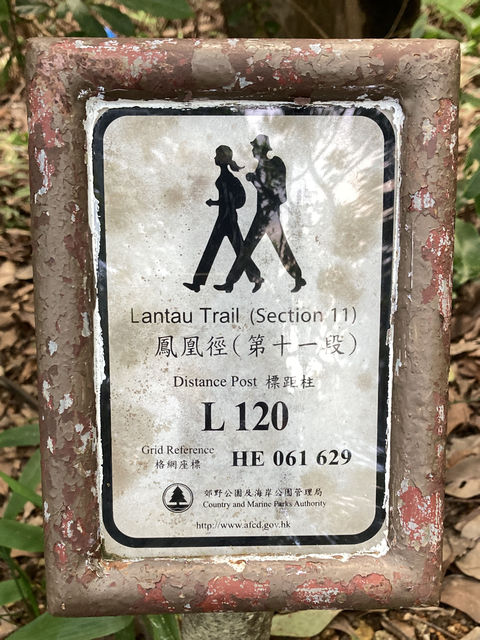 Lantau Trail (Section 11)
鳳凰徑(第十一段)
Distance Post 標距柱
L 120
Grid Reference
格網座標
HE 061 629
郊野公園及海岸公園管理局
Country and Marine Parks Authority
http://www.afcd.gov.hk